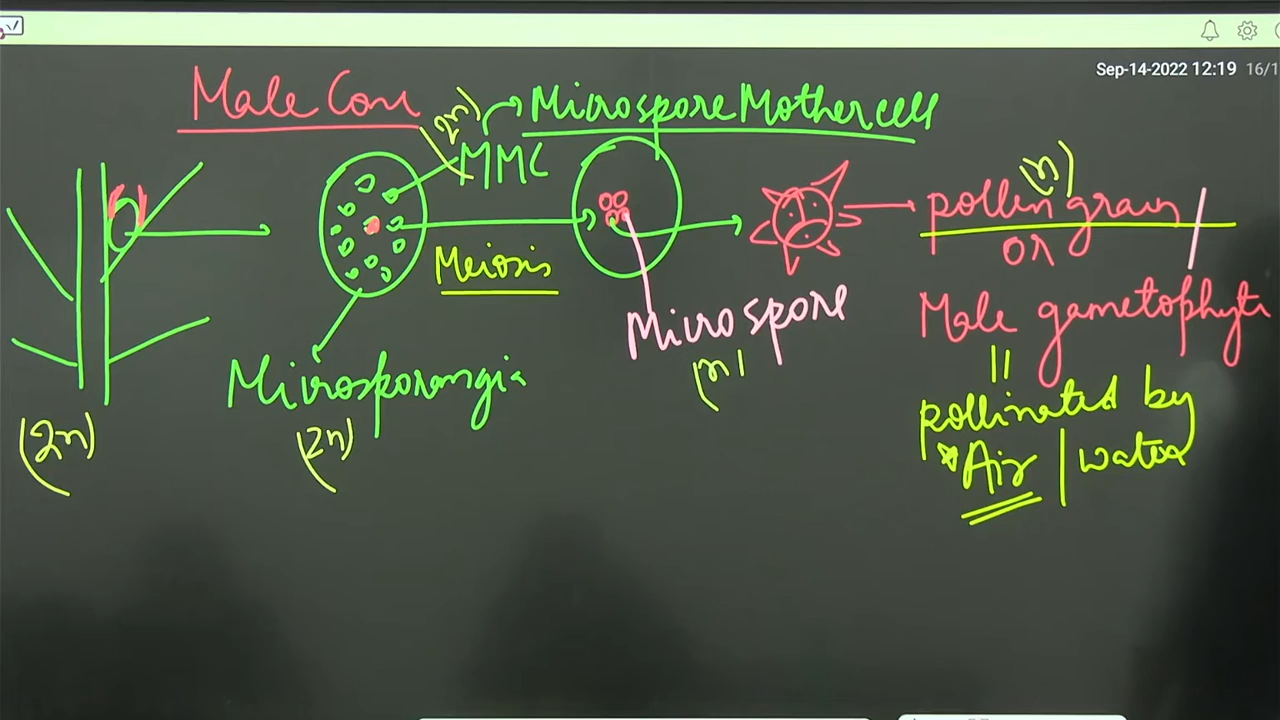 Sep-14-2022 12:19 16/1
Male Cone
Microspore Mother cell
(2n)
MMC
(n)
pollen grain
or
Male gametophyte
Meiosis
Microspore
(n)
Microsporangia
(2n)
(2n)
||
pollinated by
*Air | water